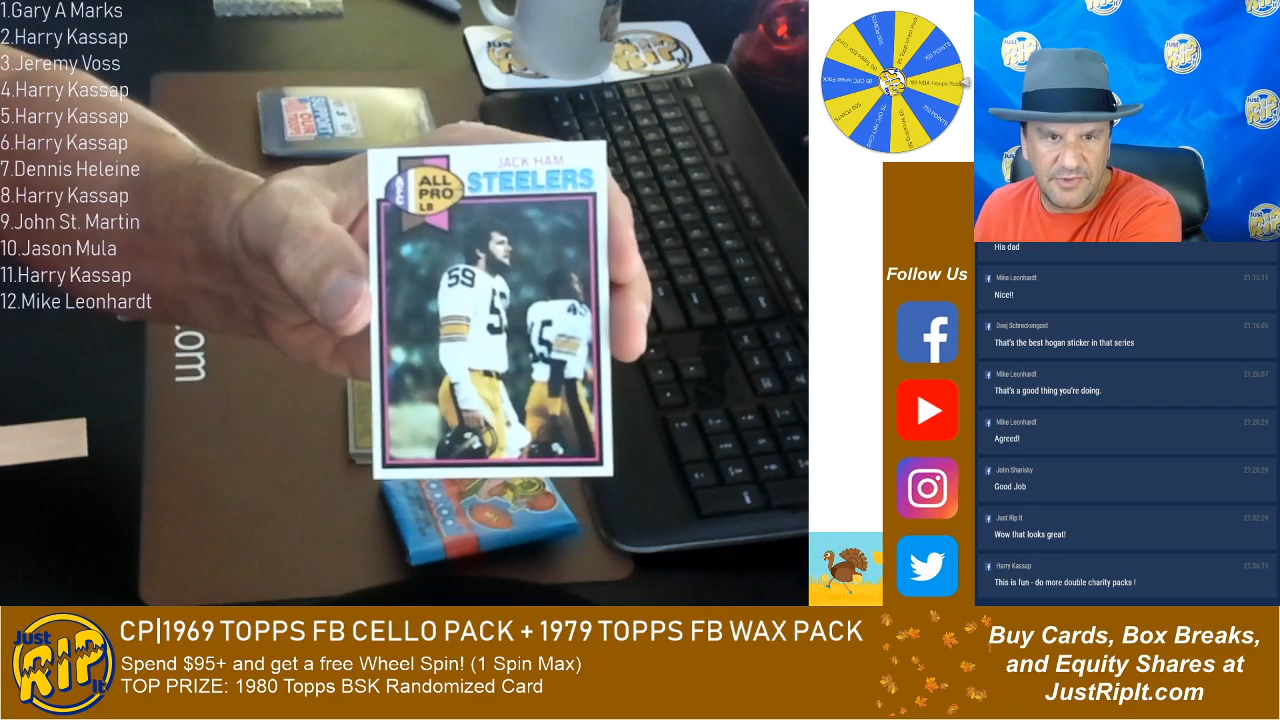 1.Gary A Marks
2.Harry Kassap
3.Jeremy Voss
4.Harry Kassap
5.Harry Kassap
6.Harry Kassap
7.Dennis Heleine
8.Harry Kassap
9.John St. Martin
10.Jason Mula
11.Harry Kassap
12.Mike Leonhardt
JACK HAM
STEELERS
ALL
PRO
LB
59
.com
500 POINTS
Follow Us
His dad
Mike Leonhardt 21:15:11
Nice!!
Deej Schreckengost 21:16:05
That's the best hogan sticker in that series
Mike Leonhardt 21:26:07
That's a good thing you're doing.
Mike Leonhardt 21:26:24
Agreed!
John Sharisky 21:26:24
Good Job
Just Rip It 21:32:24
Wow that looks great!
Harry Kassap 21:36:15
This is fun - do more double charity packs !
Just
RIP
It
CP|1969 TOPPS FB CELLO PACK + 1979 TOPPS FB WAX PACK
Spend $95+ and get a free Wheel Spin! (1 Spin Max)
TOP PRIZE: 1980 Topps BSK Randomized Card
Buy Cards, Box Breaks,
and Equity Shares at
JustRipIt.com